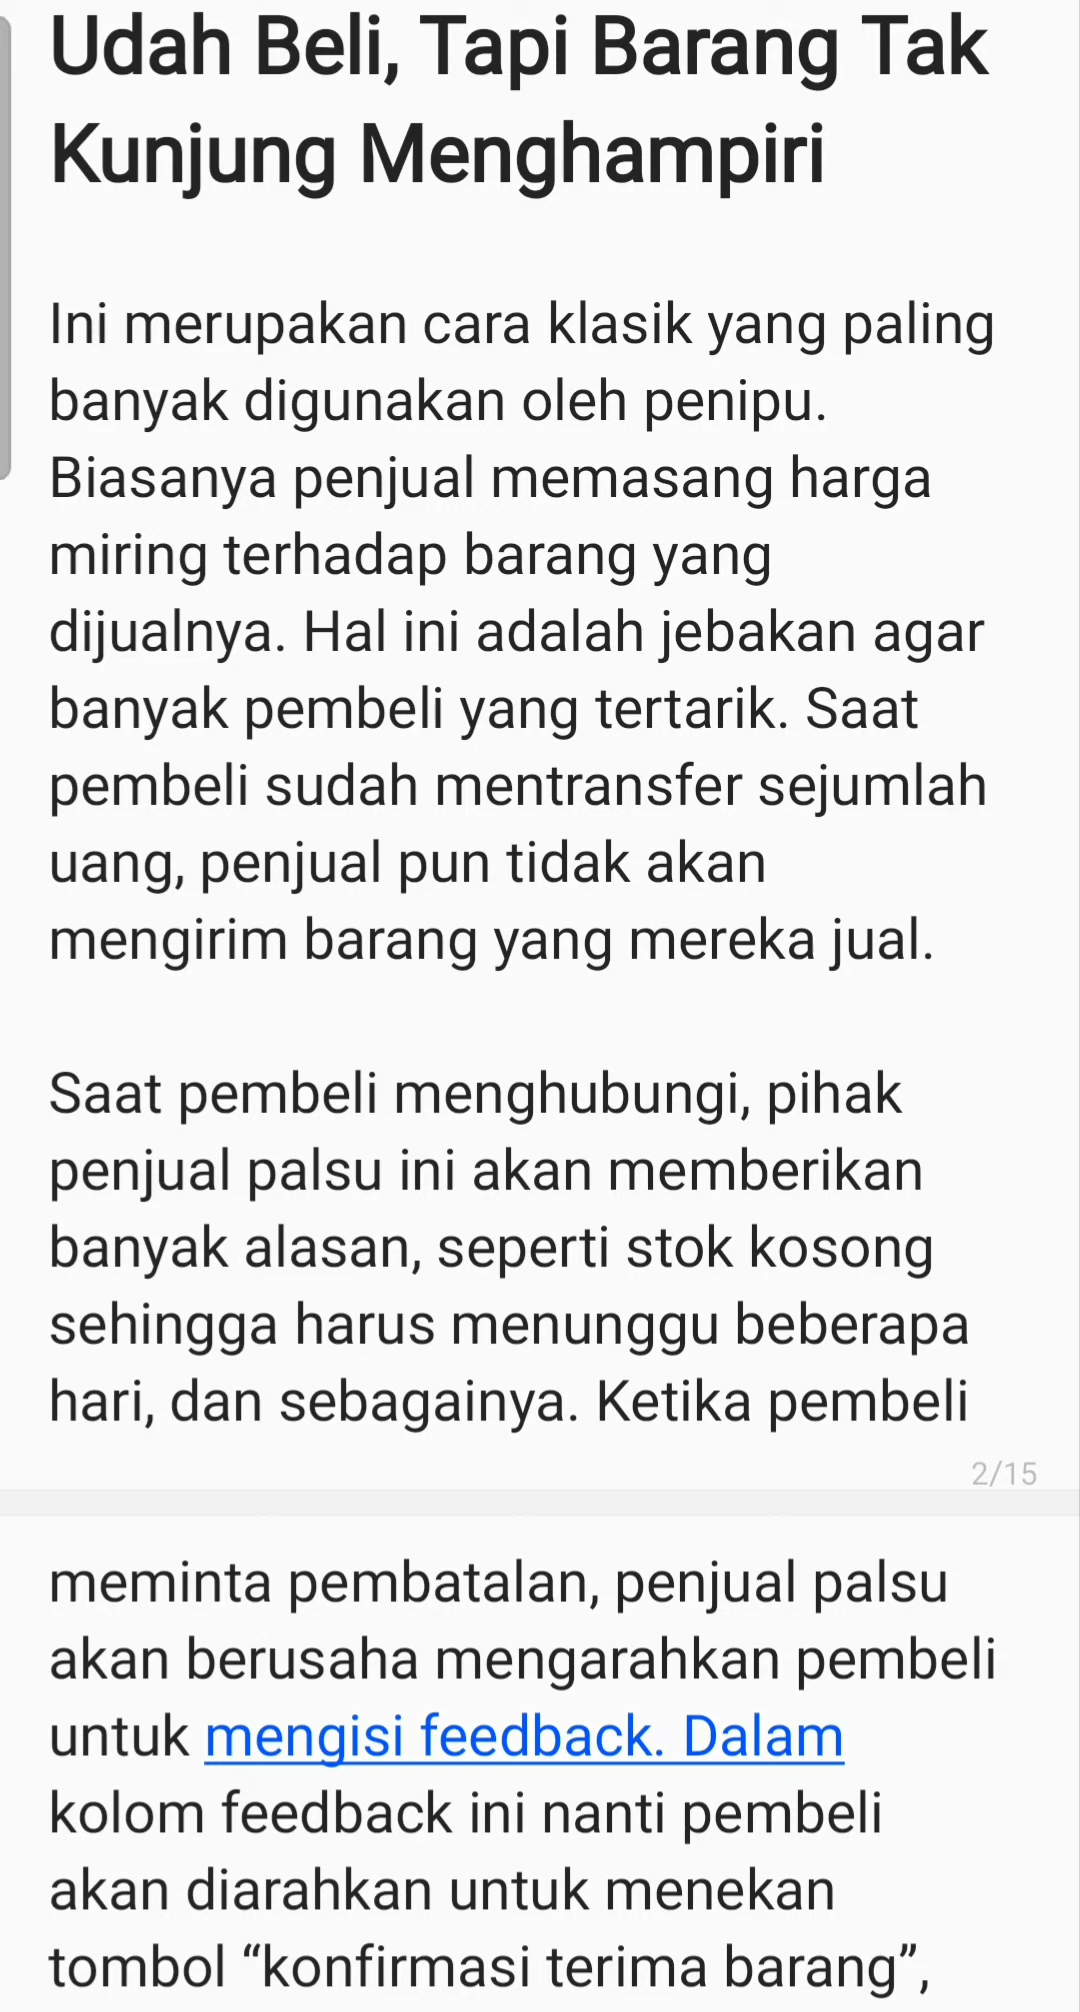 Udah Beli, Tapi Barang Tak
Kunjung Menghampiri
Ini merupakan cara klasik yang paling
banyak digunakan oleh penipu.
Biasanya penjual memasang harga
miring terhadap barang yang
dijualnya. Hal ini adalah jebakan agar
banyak pembeli yang tertarik. Saat
pembeli sudah mentransfer sejumlah
uang, penjual pun tidak akan
mengirim barang yang mereka jual.
Saat pembeli menghubungi, pihak
penjual palsu ini akan memberikan
banyak alasan, seperti stok kosong
sehingga harus menunggu beberapa
hari, dan sebagainya. Ketika pembeli
2/15
meminta pembatalan, penjual palsu
akan berusaha mengarahkan pembeli
untuk mengisi feedback. Dalam
kolom feedback ini nanti pembeli
akan diarahkan untuk menekan
tombol “konfirmasi terima barang”,